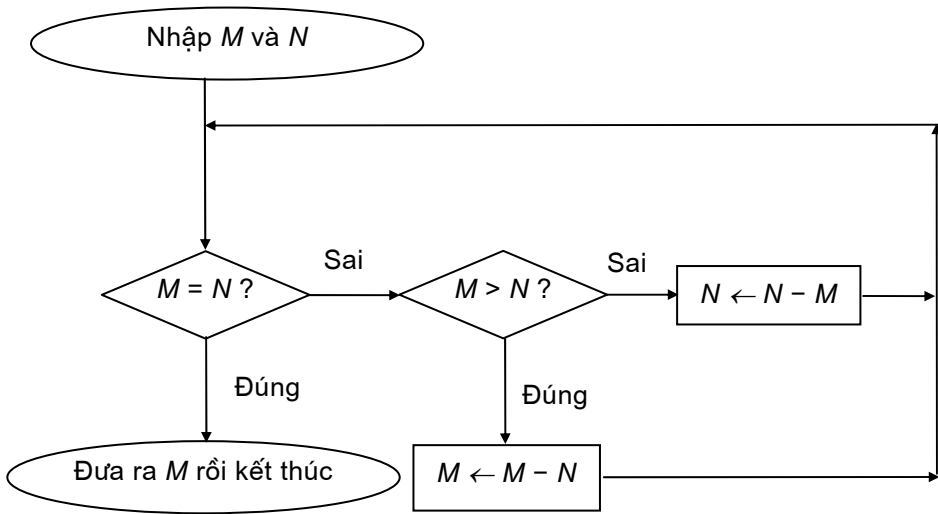 Nhập M và N
Sai
Sai
M = N ?
M > N ?
N ← N − M
Đúng
Đúng
Đưa ra M rồi kết thúc
M ← M − N